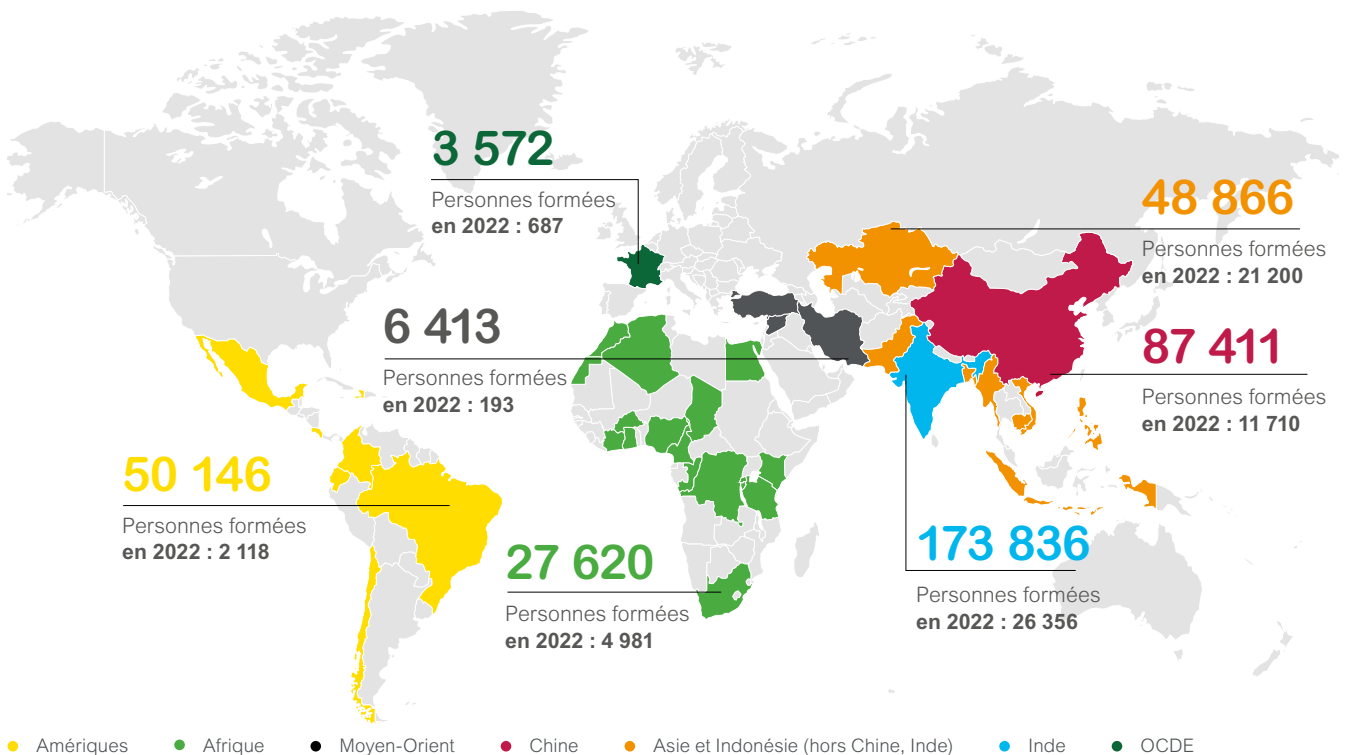 3 572
Personnes formées
en 2022 : 687
48 866
Personnes formées
en 2022 : 21 200
6 413
Personnes formées
en 2022 : 193
87 411
Personnes formées
en 2022 : 11 710
50 146
Personnes formées
en 2022 : 2 118
27 620
Personnes formées
en 2022 : 4 981
173 836
Personnes formées
en 2022 : 26 356
Amériques Afrique Moyen-Orient Chine Asie et Indonésie (hors Chine, Inde) Inde OCDE